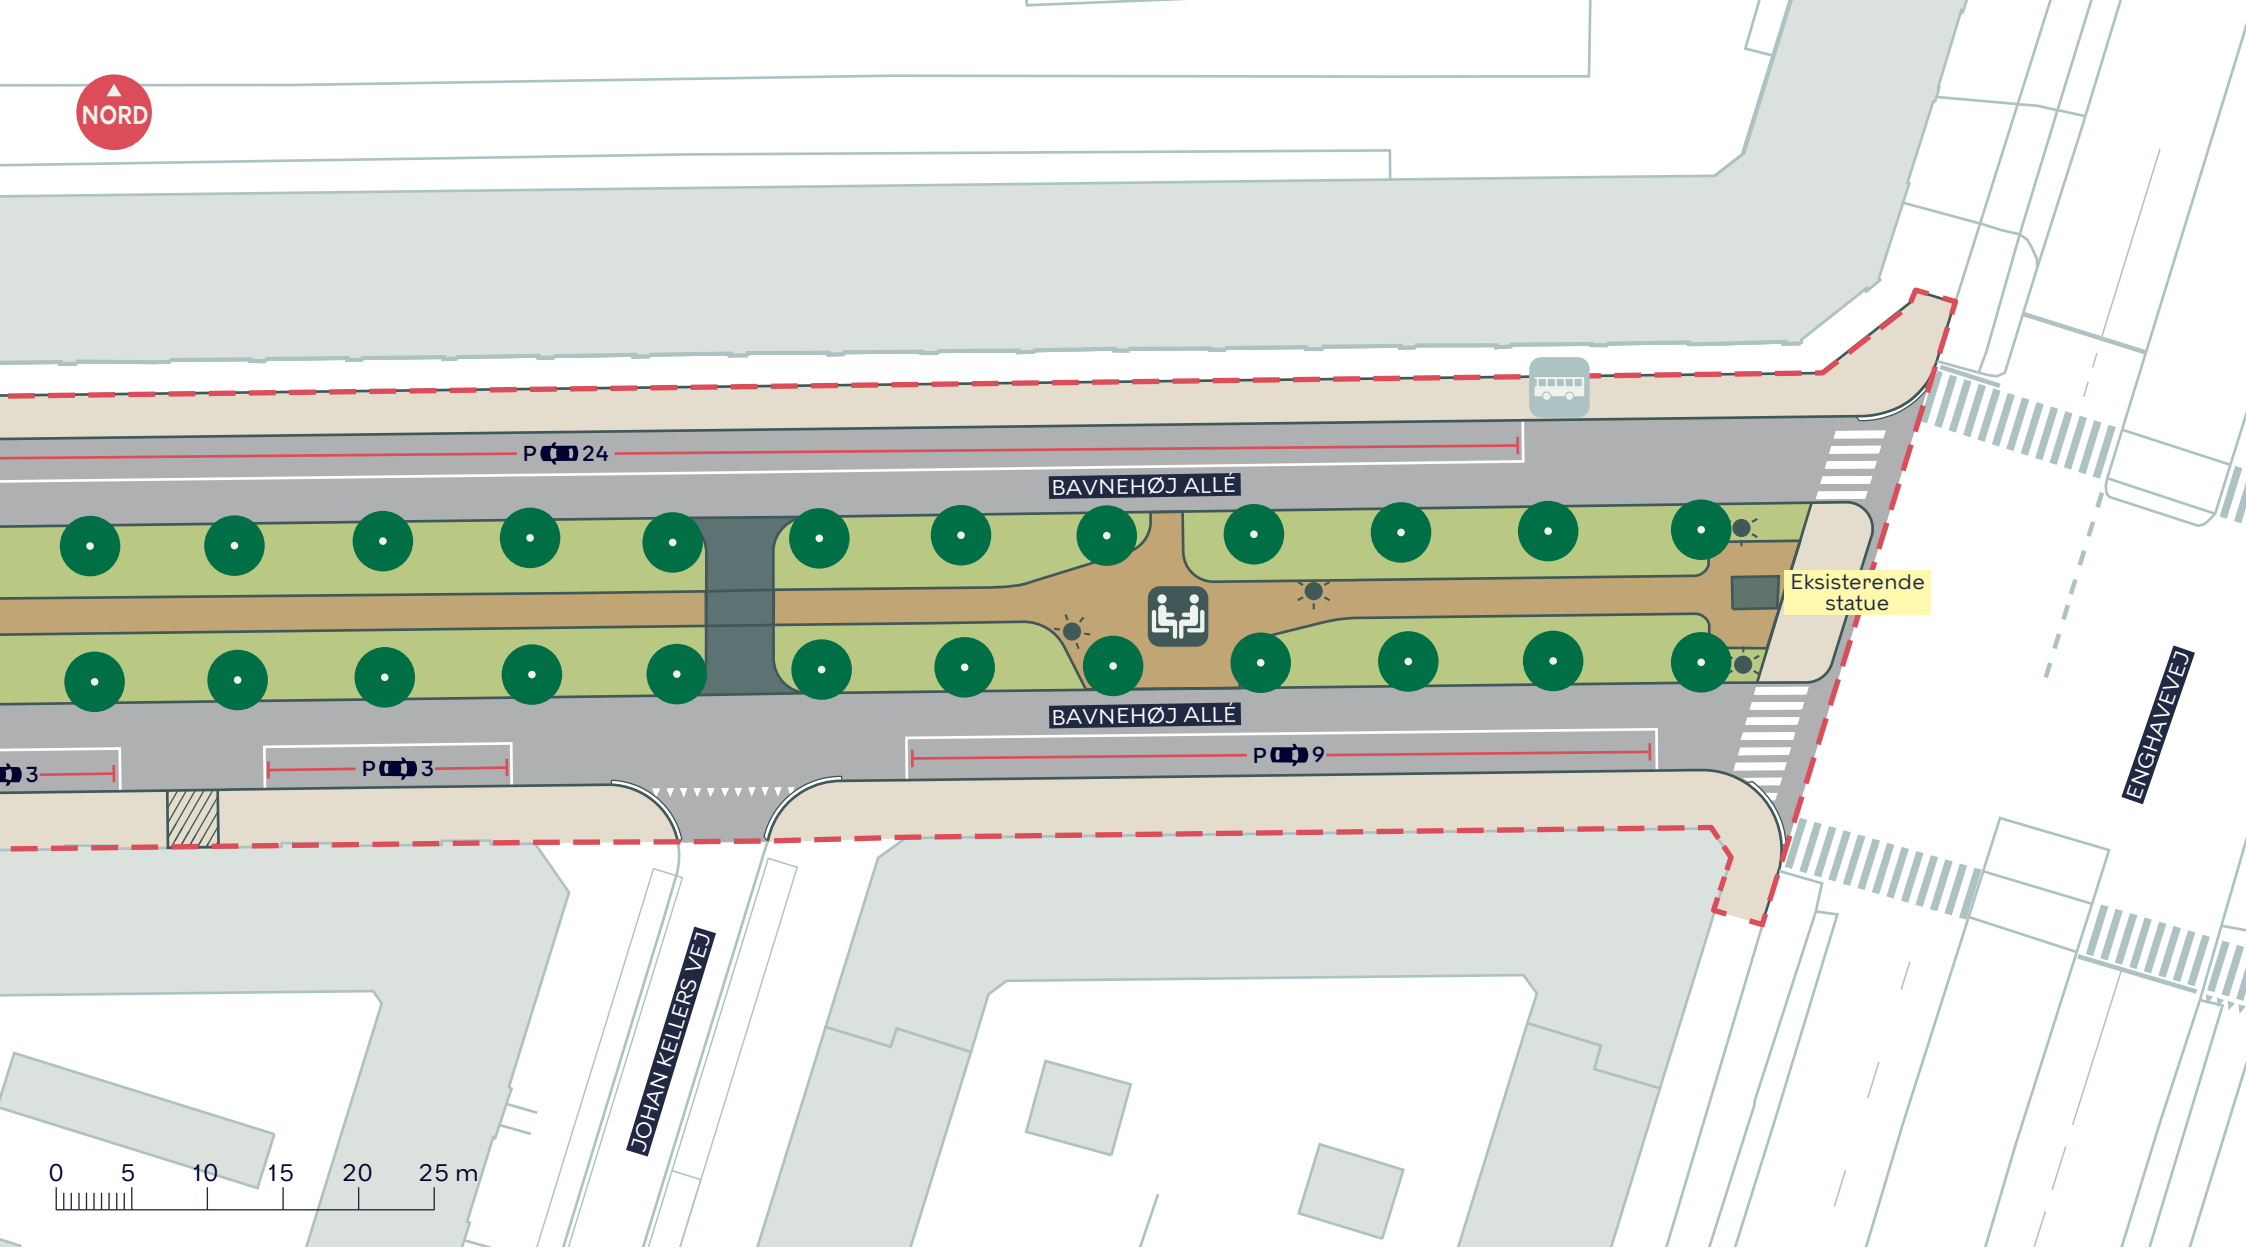 NORD
P 24
BAVNEHØJ ALLÉ
Eksisterende
statue
ENGHAVEVEJ
BAVNEHØJ ALLÉ
P 9
3
P 3
JOHAN KELLERS VEJ
0 5 10 15 20 25 m